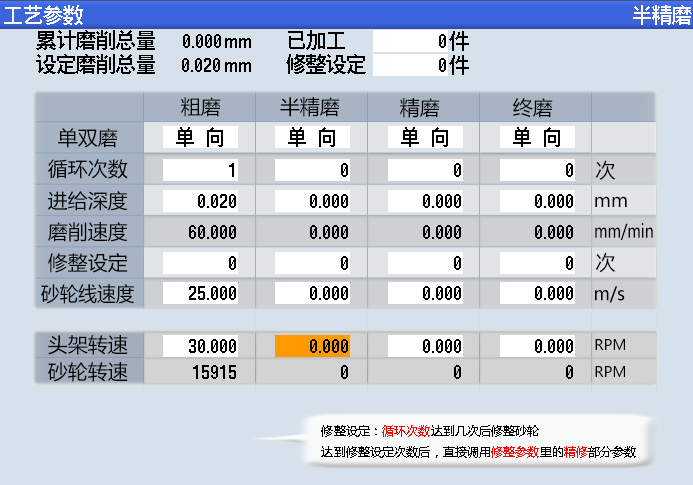 工艺参数 半精磨
累计磨削总量 0.000mm 已加工 0件
设定磨削总量 0.020mm 修整设定 0件
粗磨 半精磨 精磨 终磨
单双磨 单 向 单 向 单 向 单 向
循环次数 1 0 0 0 次
进给深度 0.020 0.000 0.000 0.000 mm
磨削速度 60.000 0.000 0.000 0.000 mm/min
修整设定 0 0 0 0 次
砂轮线速度 25.000 0.000 0.000 0.000 m/s
头架转速 30.000 0.000 0.000 0.000 RPM
砂轮转速 15915 0 0 0 RPM
修整设定：循环次数达到几次后修整砂轮
达到修整设定次数后，直接调用修整参数里的精修部分参数